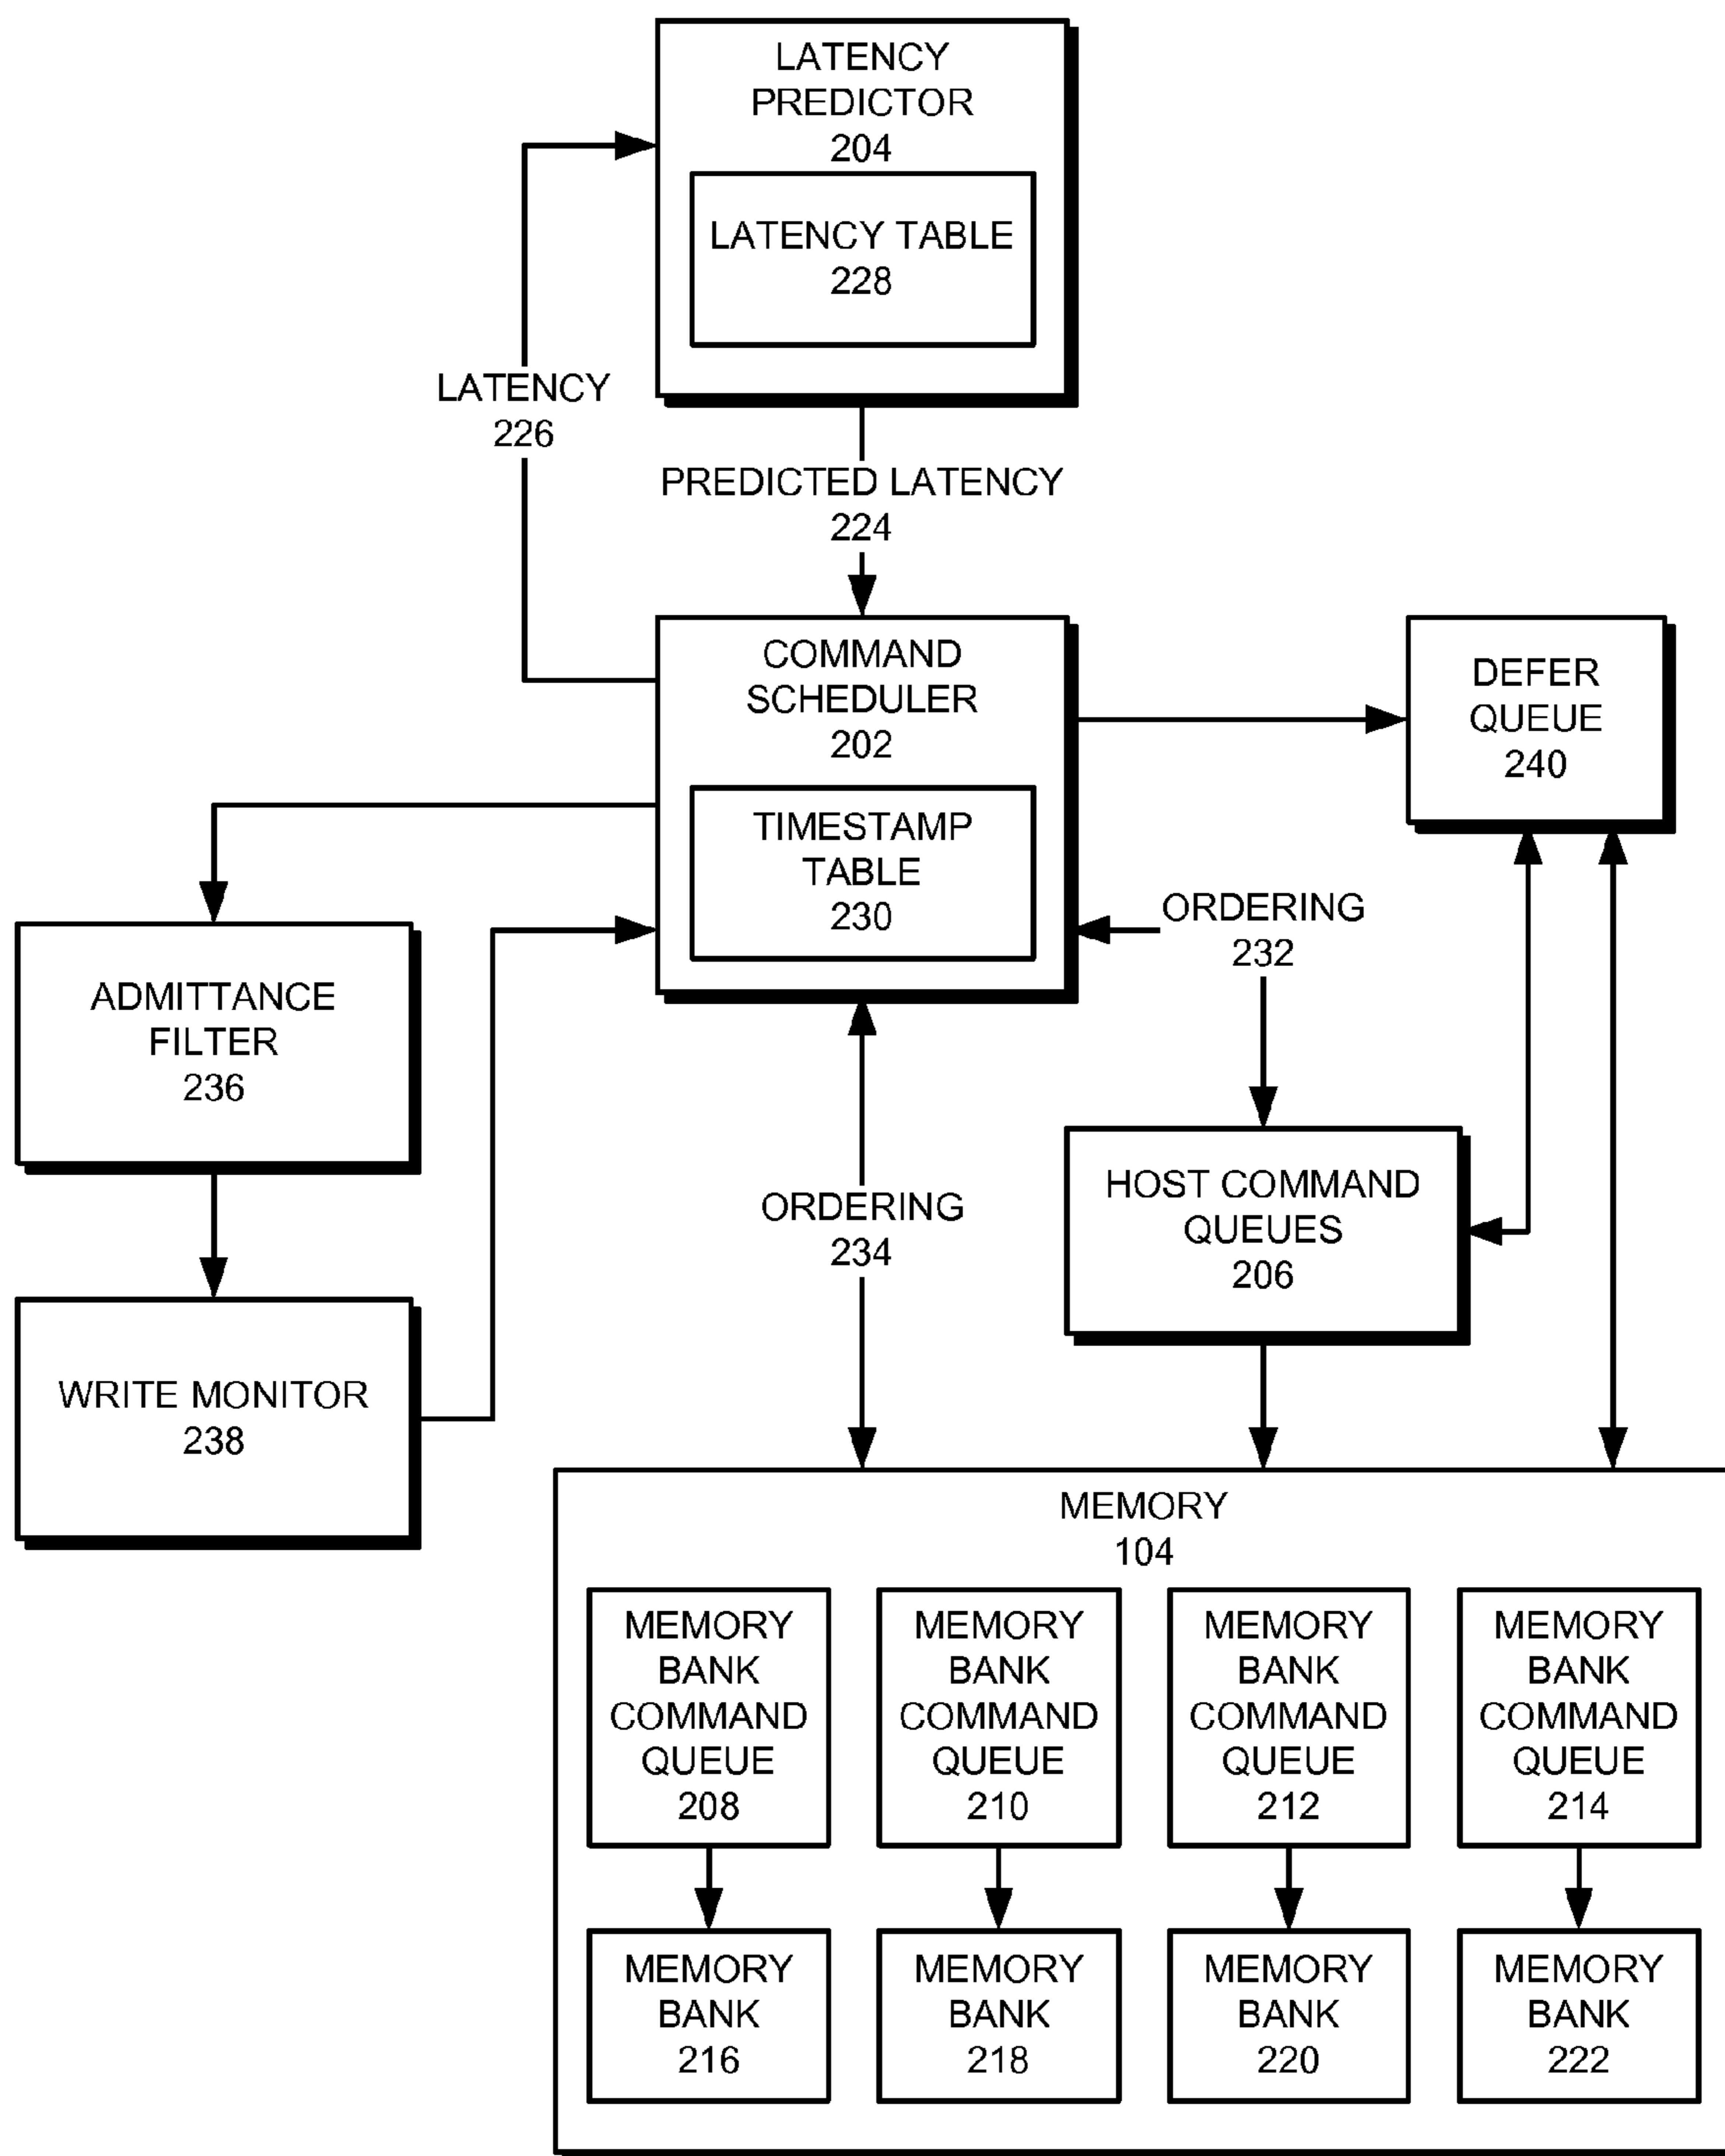 LATENCY
PREDICTOR
204
LATENCY TABLE
228
LATENCY
226
PREDICTED LATENCY
224
COMMAND
SCHEDULER
202
TIMESTAMP
TABLE
230
DEFER
QUEUE
240
ORDERING
232
ADMITTANCE
FILTER
236
ORDERING
234
HOST COMMAND
QUEUES
206
WRITE MONITOR
238
MEMORY
104
MEMORY
BANK
COMMAND
QUEUE
208
MEMORY
BANK
COMMAND
QUEUE
210
MEMORY
BANK
COMMAND
QUEUE
212
MEMORY
BANK
COMMAND
QUEUE
214
MEMORY
BANK
216
MEMORY
BANK
218
MEMORY
BANK
220
MEMORY
BANK
222